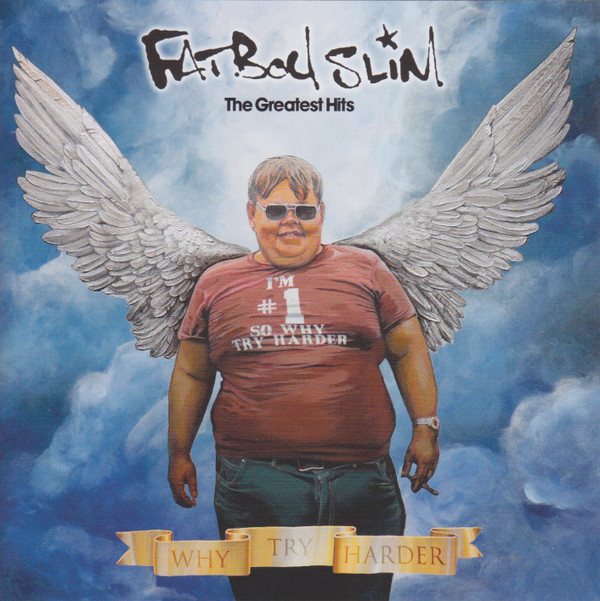 FATBOY SLIM
The Greatest Hits
I'M
#1
SO WHY
TRY HARDER
WHY TRY HARDER